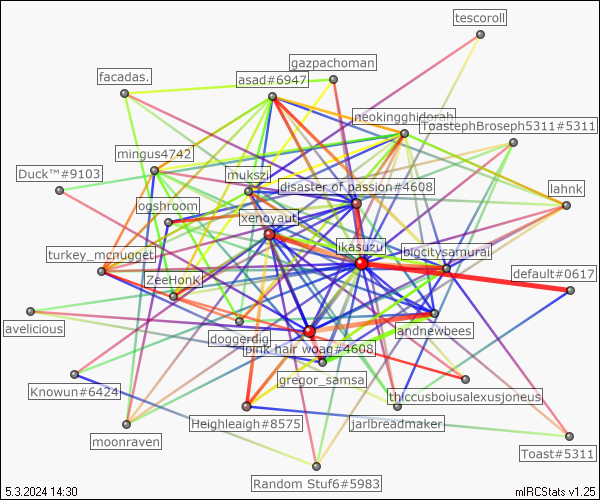 tescoroll
gazpachoman
facadas.
asad#6947
neokingghidorah
ToastephBroseph5311#5311
mingus4742
Duck™#9103
mukszi
disaster of passion#4608
lahnk
ogshroom
xenoyaut
ikasuzu
bigcitysamurai
turkey_mcnugget
default#0617
ZeeHonk
avelicious
doggerdig
andnewbees
pink hair woag#4608
gregor_samsa
Knowun#6424
thiccusboiusalexusjoneus
Heighleaigh#8575
jarlbreadmaker
moonraven
Toast#5311
Random Stuf6#5983
5.3.2024 14:30
mIRCStats v1.25